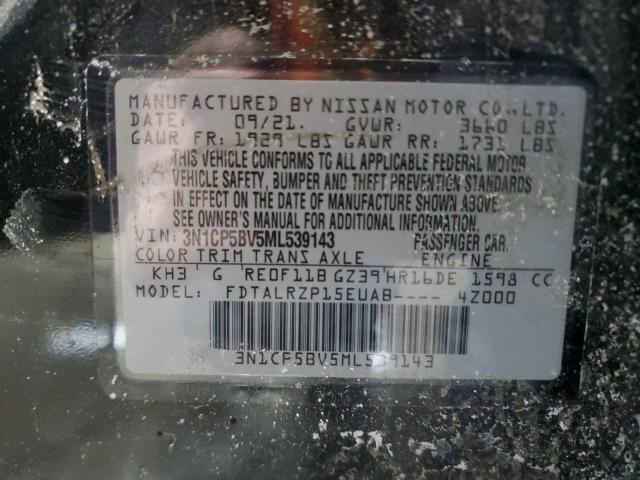 MANUFACTURED BY NISSAN MOTOR CO.,LTD.
DATE: 09/21. GVWR: 3660 LBS
GAWR FR: 1929 LBS GAWR RR: 1731 LBS
THIS VEHICLE CONFORMS TO ALL APPLICABLE FEDERAL MOTOR
VEHICLE SAFETY, BUMPER AND THEFT PREVENTION STANDARDS
IN EFFECT ON THE DATE OF MANUFACTURE SHOWN ABOVE.
SEE OWNER'S MANUAL FOR ADDITIONAL INFORMATION.
VIN: 3N1CP5BV5ML539143 PASSENGER CAR.
COLOR TRIM TRANS AXLE ENGINE
KH3 G RE0F11B GZ39 HR16DE 1598 CC
MODEL: FDTALRZP15EUAB---- 4Z000
3N1CP5BV5ML539143